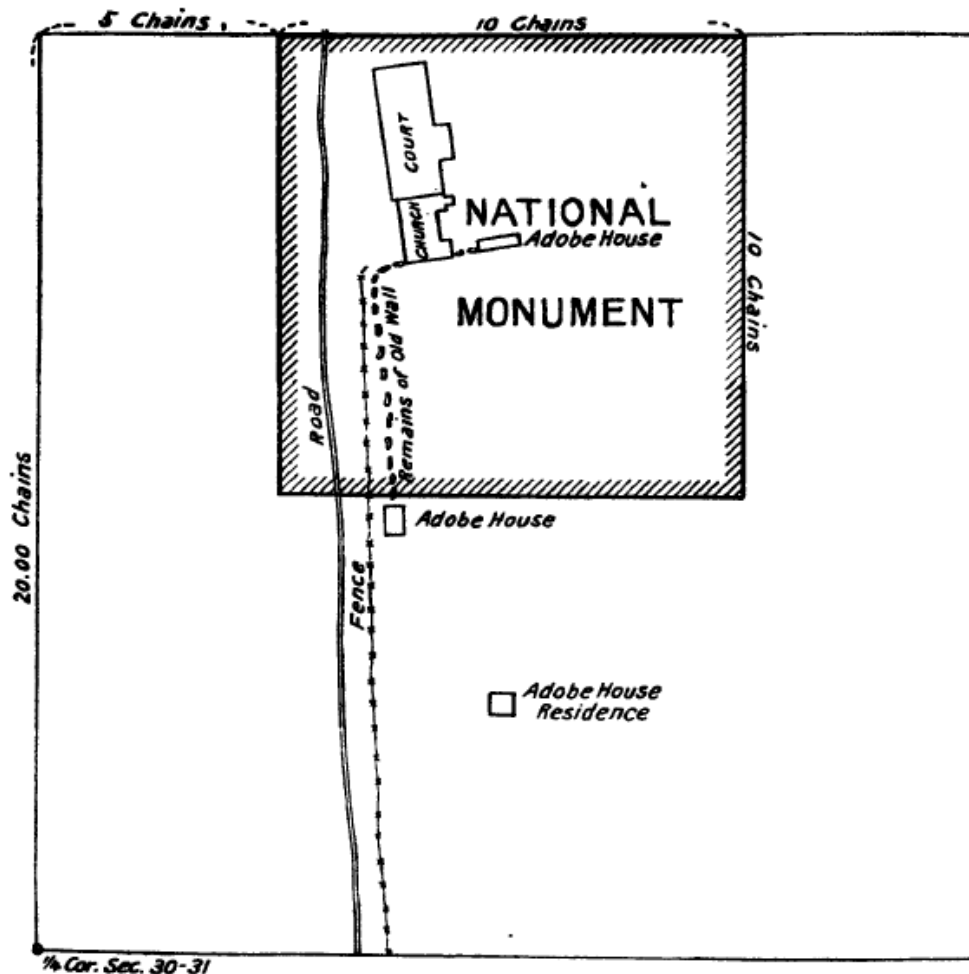 5 Chains
10 Chains
COURT
CHURCH
NATIONAL
Adobe House
MONUMENT
10 Chains
Remains of Old Wall
Road
20.00 Chains
Adobe House
Fence
Adobe House
Residence
1/4 Cor. Sec. 30-31